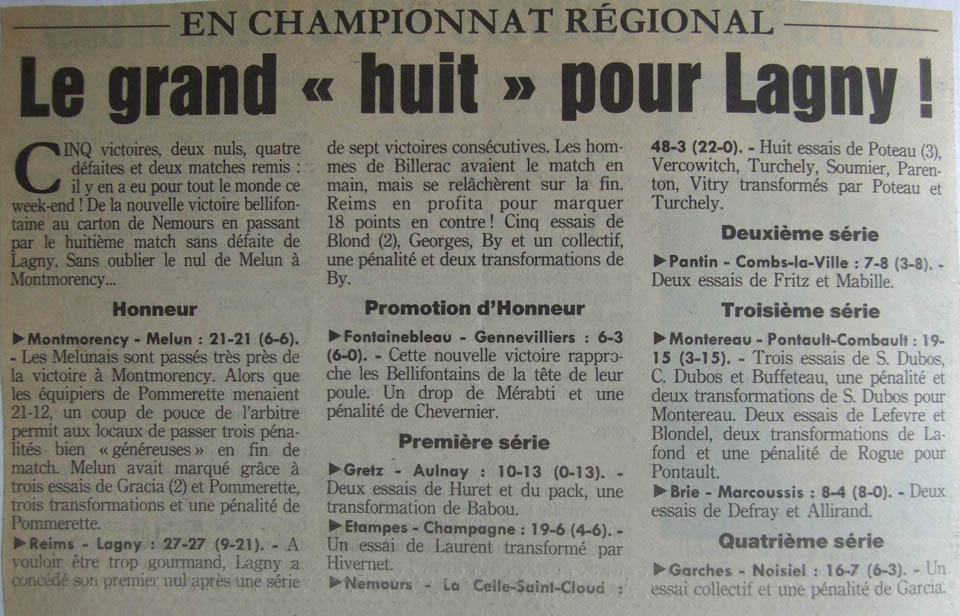 EN CHAMPIONNAT RÉGIONAL
Le grand « huit » pour Lagny !
CINQ victoires, deux nuls, quatre
défaites et deux matches remis :
il y en a eu pour tout le monde ce
week-end ! De la nouvelle victoire bellifon-
taine au carton de Nemours en passant
par le huitième match sans défaite de
Lagny. Sans oublier le nul de Melun à
Montmorency...
Honneur
►Montmorency - Melun : 21-21 (6-6).
- Les Melunais sont passés très près de
la victoire à Montmorency. Alors que
les équipiers de Pommerette menaient
21-12, un coup de pouce de l'arbitre
permit aux locaux de passer trois péna-
lités bien « généreuses » en fin de
match. Melun avait marqué grâce à
trois essais de Gracia (2) et Pommerette,
trois transformations et une pénalité de
Pommerette.
►Reims - Lagny : 27-27 (9-21). - A
vouloir être trop gourmand, Lagny a
concédé son premier nul après une série
de sept victoires consécutives. Les hom-
mes de Billerac avaient le match en
main, mais se relâchèrent sur la fin.
Reims en profita pour marquer
18 points en contre ! Cinq essais de
Blond (2), Georges, By et un collectif,
une pénalité et deux transformations de
By.
Promotion d'Honneur
►Fontainebleau - Gennevilliers : 6-3
(6-0). - Cette nouvelle victoire rappro-
che les Bellifontains de la tête de leur
poule. Un drop de Mérabti et une
pénalité de Chevernier.
Première série
►Gretz - Aulnay : 10-13 (0-13). -
Deux essais de Huret et du pack, une
transformation de Babou.
►Etampes - Champagne : 19-6 (4-6). -
Un essai de Laurent transformé par
Hivernet.
►Nemours - La Celle-Saint-Cloud :
48-3 (22-0). - Huit essais de Poteau (3),
Vercowitch, Turchely, Soumier, Paren-
ton, Vitry transformés par Poteau et
Turchely.
Deuxième série
►Pantin - Combs-la-Ville : 7-8 (3-8). -
Deux essais de Fritz et Mabille.
Troisième série
►Montereau - Pontault-Combault : 19-
15 (3-15). - Trois essais de S. Dubos,
C. Dubos et Buffeteau, une pénalité et
deux transformations de S. Dubos pour
Montereau. Deux essais de Lefevre et
Blondel, deux transformations de La-
fond et une pénalité de Rogue pour
Pontault.
►Brie - Marcoussis : 8-4 (8-0). - Deux
essais de Defray et Allirand.
Quatrième série
►Garches - Noisiel : 16-7 (6-3). - Un
essai collectif et une pénalité de Garcia.